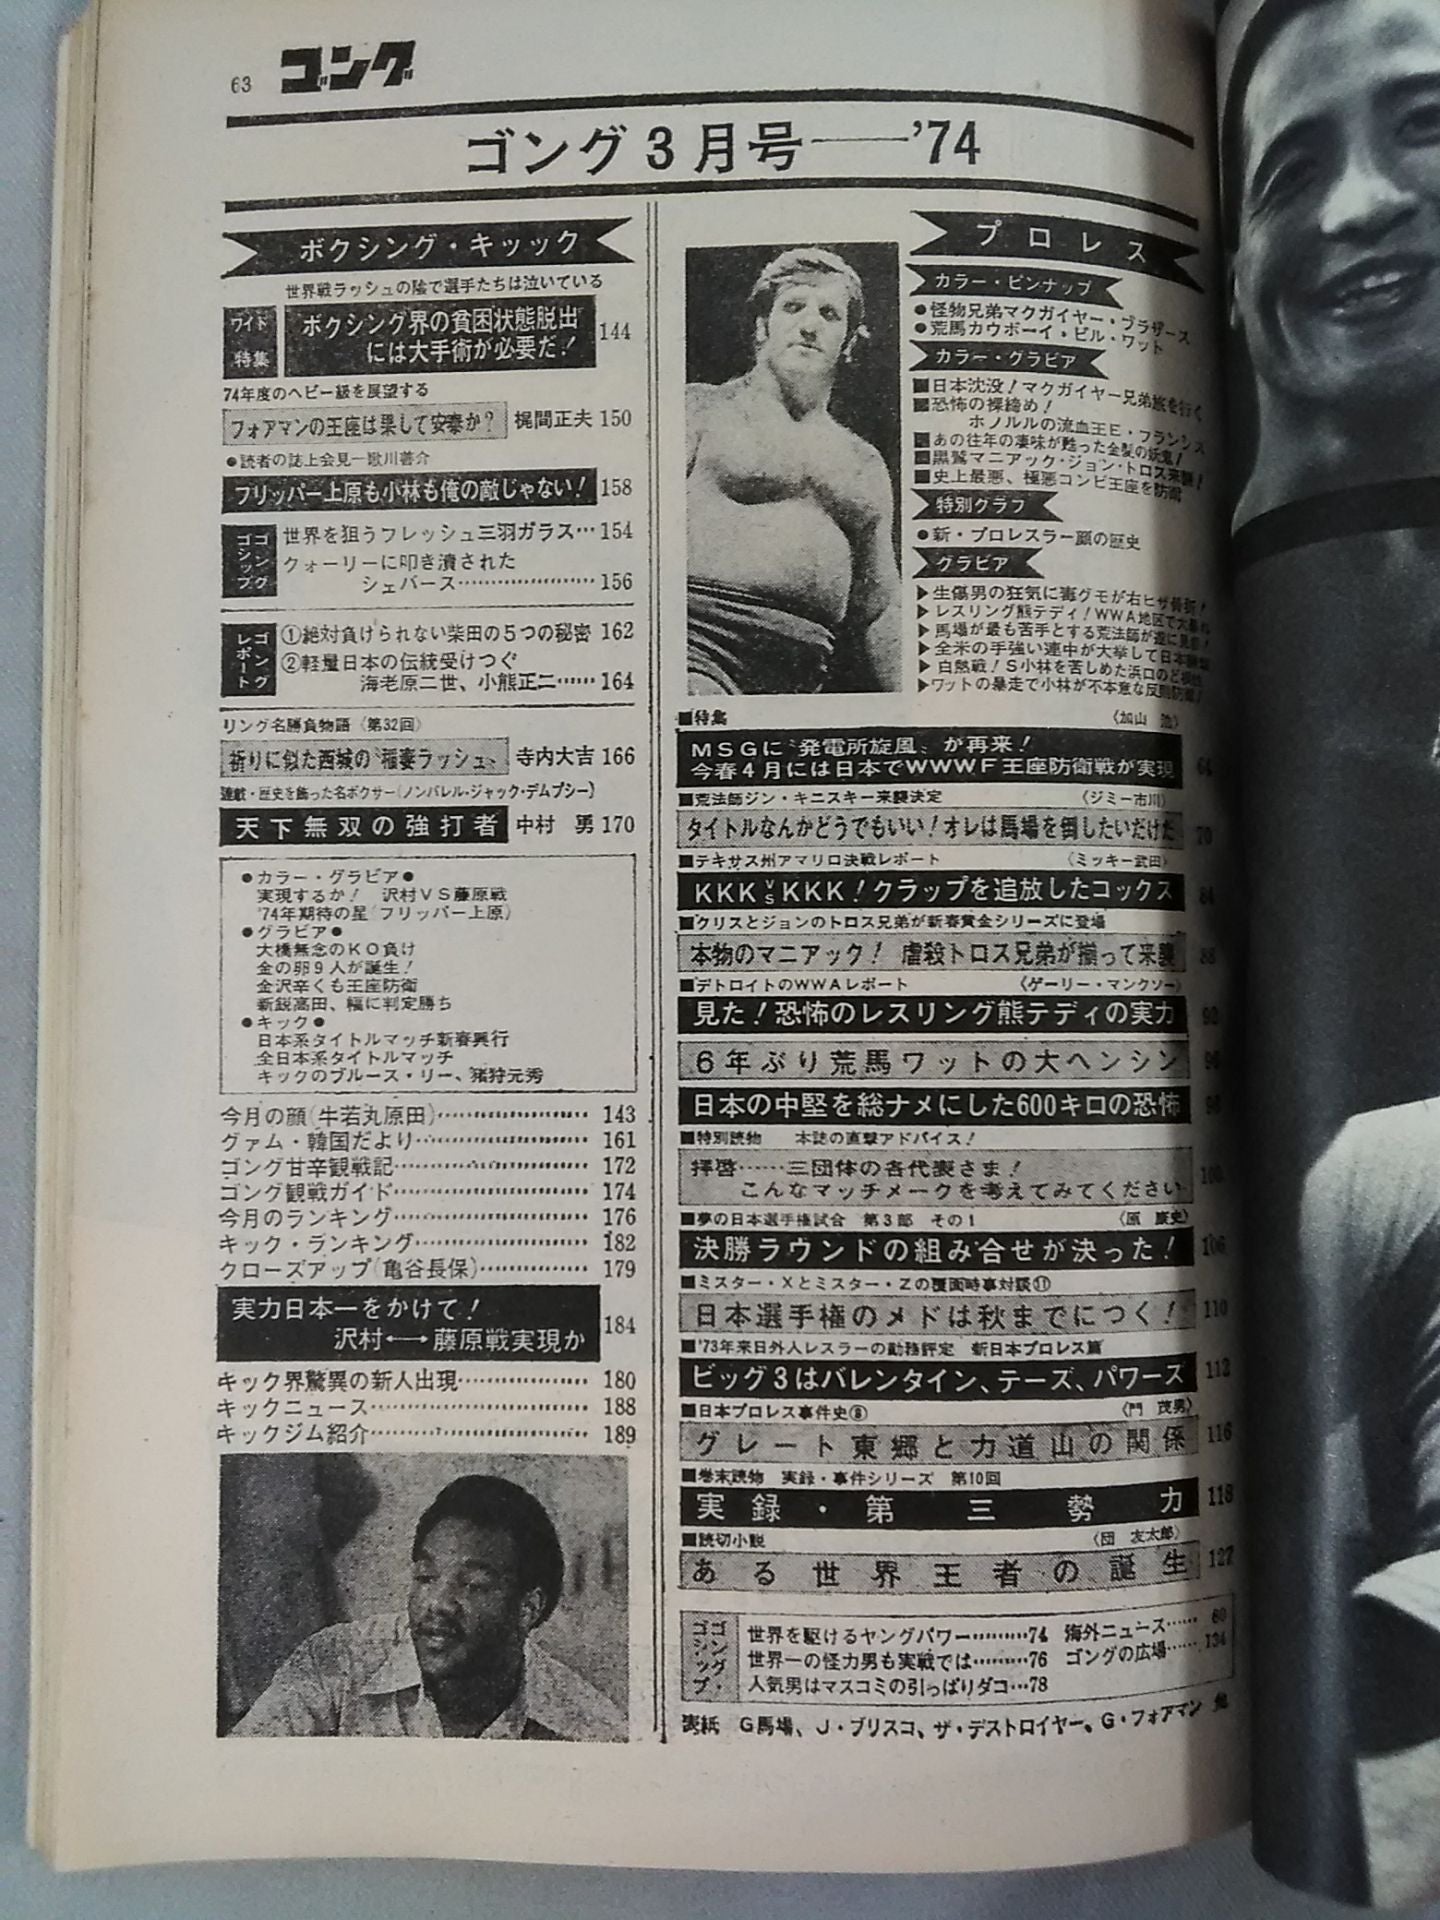 63 ゴング
ゴング3月号——'74
ボクシング・キック
世界戦ラッシュの陰で選手たちは泣いている
ワイド特集
ボクシング界の貧困状態脱出
には大手術が必要だ! 144
74年度のヘビー級を展望する
フォアマンの王座は果して安泰か? 梶間正夫 150
●読者の誌上会見—歌川善介
フリッパー上原も小林も俺の敵じゃない! 158
ゴングゴシップ
世界を狙うフレッシュ三羽ガラス… 154
クォーリーに叩き潰された
シェバース…………………… 156
ゴングレポート
①絶対負けられない柴田の5つの秘密 162
②軽量日本の伝統受けつぐ
海老原二世、小熊正二…… 164
リング名勝負物語〈第32回〉
祈りに似た西城の〝稲妻ラッシュ〟 寺内大吉 166
連載・歴史を飾った名ボクサー(ノンパレル・ジャック・デムプシー)
天下無双の強打者 中村 勇 170
●カラー・グラビア●
実現するか! 沢村VS藤原戦
'74年期待の星(フリッパー上原)
●グラビア●
大橋無念のKO負け
金の卵9人が誕生!
金沢辛くも王座防衛
新鋭高田、幅に判定勝ち
●キック●
日本系タイトルマッチ新春興行
全日本系タイトルマッチ
キックのブルース・リー、猪狩元秀
今月の顔(牛若丸原田)……………… 143
グァム・韓国だより………………… 161
ゴング甘辛観戦記…………………… 172
ゴング観戦ガイド…………………… 174
今月のランキング…………………… 176
キック・ランキング………………… 182
クローズアップ(亀谷長保)………… 179
実力日本一をかけて!
沢村←→藤原戦実現か 184
キック界驚異の新人出現…………… 180
キックニュース……………………… 188
キックジム紹介……………………… 189
プロレス
カラー・ピンナップ
●怪物兄弟マクガイヤー・ブラザース
●荒馬カウボーイ・ビル・ワット
カラー・グラビア
■日本沈没!マクガイヤー兄弟旅を行く
■恐怖の裸締め!
ホノルルの流血王E・フランシス
■あの往年の凄味が甦った金髪の妖鬼!
■黒鷲マニアック・ジョン・トロス来襲!
■史上最悪、極悪コンビ王座を防衛
特別グラフ
●新・プロレスラー顔の歴史
グラビア
▶生傷男の狂気に毒グモが右ヒザ骨折!
▶レスリング熊テディ!WWA地区で大暴れ
▶馬場が最も苦手とする荒法師が遂に見参!
▶全米の手強い連中が大挙して日本
▶白熱戦!S小林を苦しめた浜口のど根性
▶ワットの暴走で小林が不本意な反則防衛!
■特集 〈加山
MSGに〝発電所旋風〟が再来!
今春4月には日本でWWWF王座防衛戦が実現 64
■荒法師ジン・キニスキー来襲決定 〈ジミー市川〉
タイトルなんかどうでもいい!オレは馬場を倒したいだけだ 70
■テキサス州アマリロ決戦レポート 〈ミッキー武田〉
KKKvsKKK!クラップを追放したコックス 84
■クリスとジョンのトロス兄弟が新春黄金シリーズに登場
本物のマニアック! 虐殺トロス兄弟が揃って来襲 88
■デトロイトのWWAレポート 〈ゲーリー・マンクソー〉
見た!恐怖のレスリング熊テディの実力 92
6年ぶり荒馬ワットの大ヘンシン
日本の中堅を総ナメにした600キロの恐怖
■特別読物 本誌の直撃アドバイス!
拝啓……三団体の各代表さま!
こんなマッチメークを考えてみてください 100
■夢の日本選手権試合 第3部 その1 〈原 康史〉
決勝ラウンドの組み合せが決った! 106
■ミスター・Xとミスター・Zの覆面時事対談⑪
日本選手権のメドは秋までにつく! 110
■'73年来日外人レスラーの勤務評定 新日本プロレス篇
ビッグ3はバレンタイン、テーズ、パワーズ 112
■日本プロレス事件史⑧ 〈門 茂男〉
グレート東郷と力道山の関係 116
■巻末読物 実録・事件シリーズ 第10回
実録・第三勢力 118
■読切小説 〈団 友太郎〉
ある世界王者の誕生 127
ゴングゴシップ・
世界を駆けるヤングパワー………74 海外ニュース…… 60
世界一の怪力男も実戦では………76 ゴングの広場…… 134
人気男はマスコミの引っぱりダコ…78
表紙 G馬場、J・ブリスコ、ザ・デストロイヤー、G・フォアマン 他